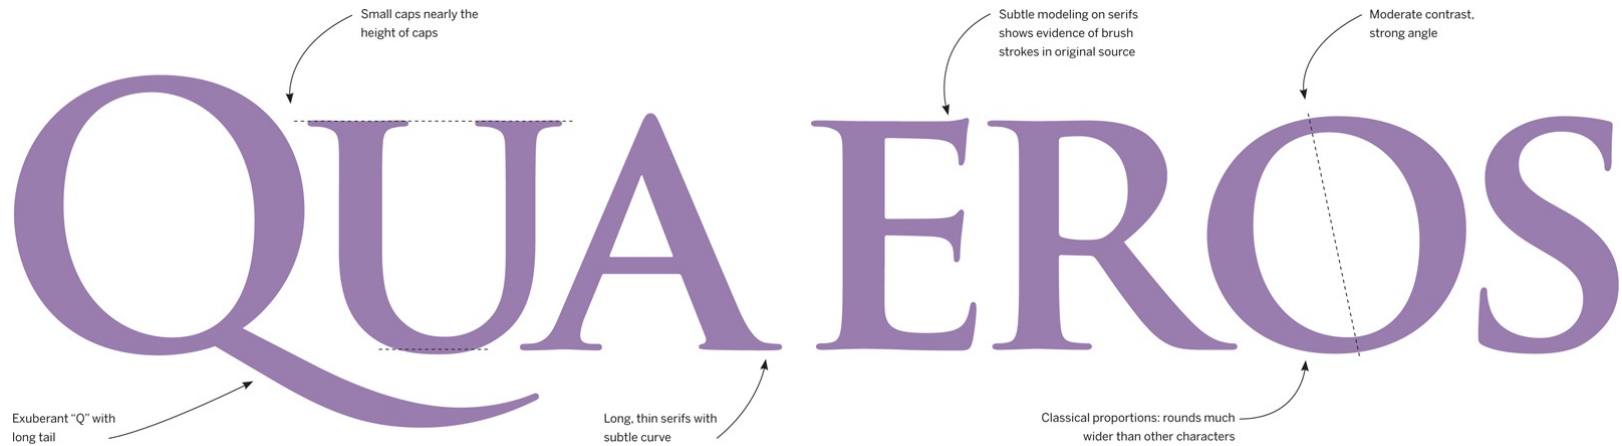 Small caps nearly the
height of caps
Subtle modeling on serifs
shows evidence of brush
strokes in original source
Moderate contrast,
strong angle
QUA EROS
Exuberant “Q” with
long tail
Long, thin serifs with
subtle curve
Classical proportions: rounds much
wider than other characters